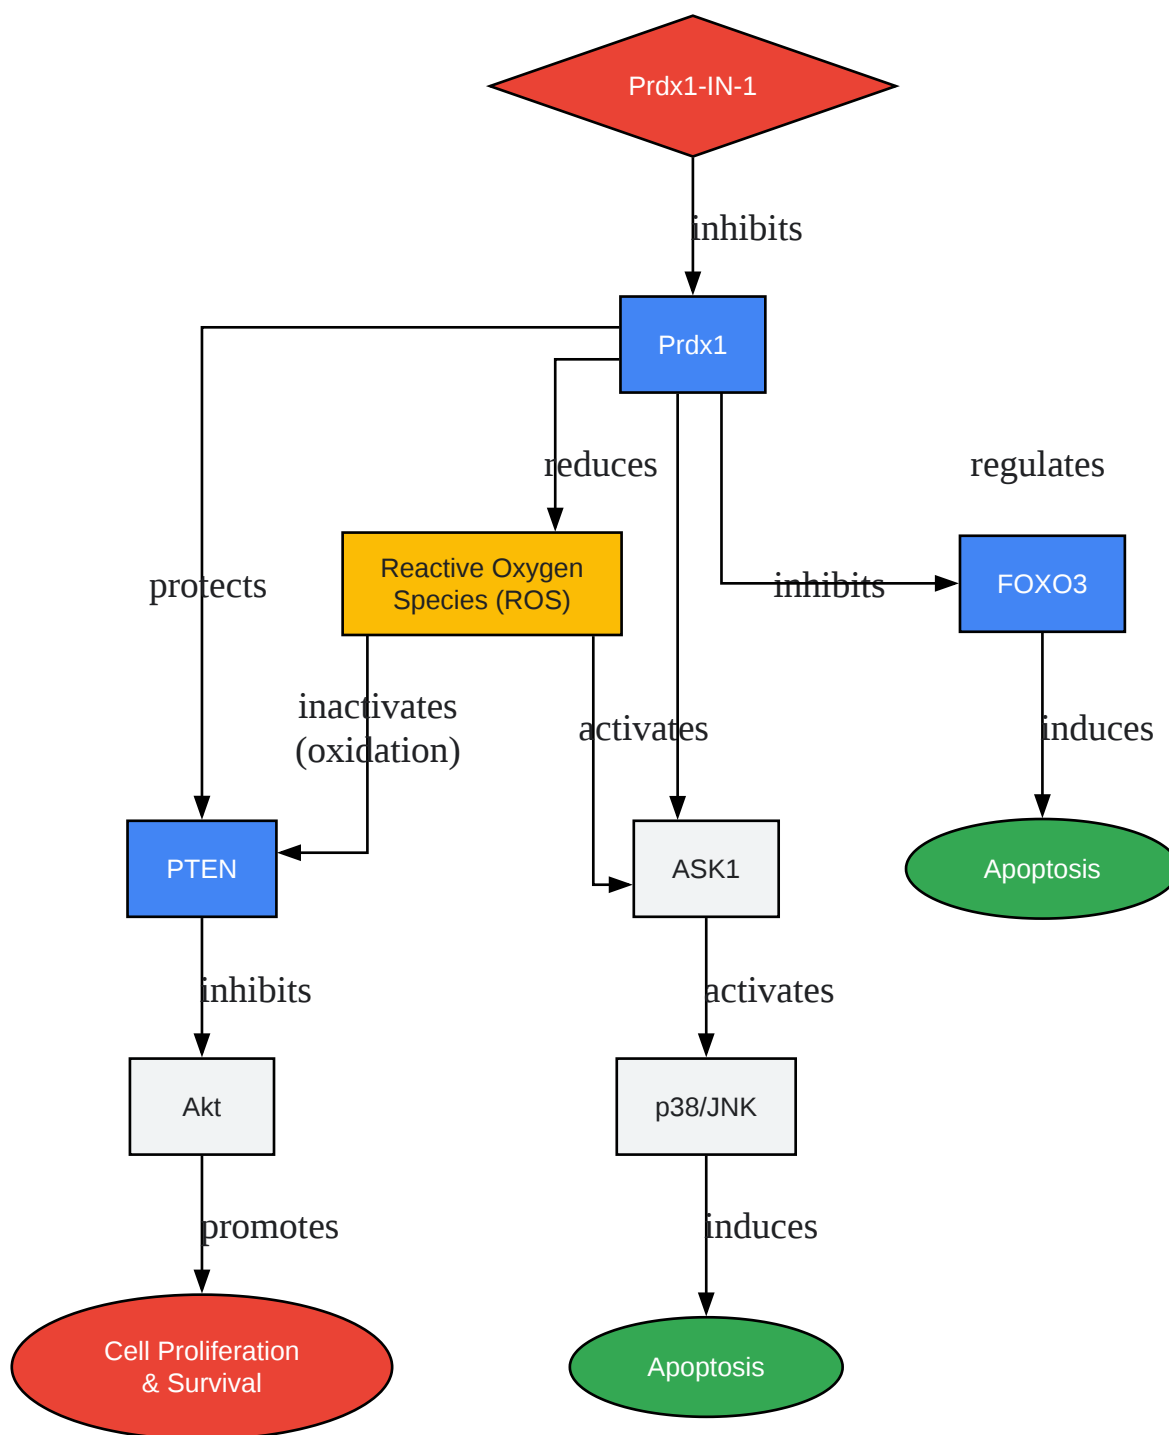 Prdx1-IN-1
inhibits
Prdx1
reduces
regulates
Reactive Oxygen
Species (ROS)
protects
inhibits
FOXO3
inactivates
(oxidation)
activates
induces
PTEN
ASK1
Apoptosis
inhibits
activates
Akt
p38/JNK
promotes
induces
Cell Proliferation
& Survival
Apoptosis